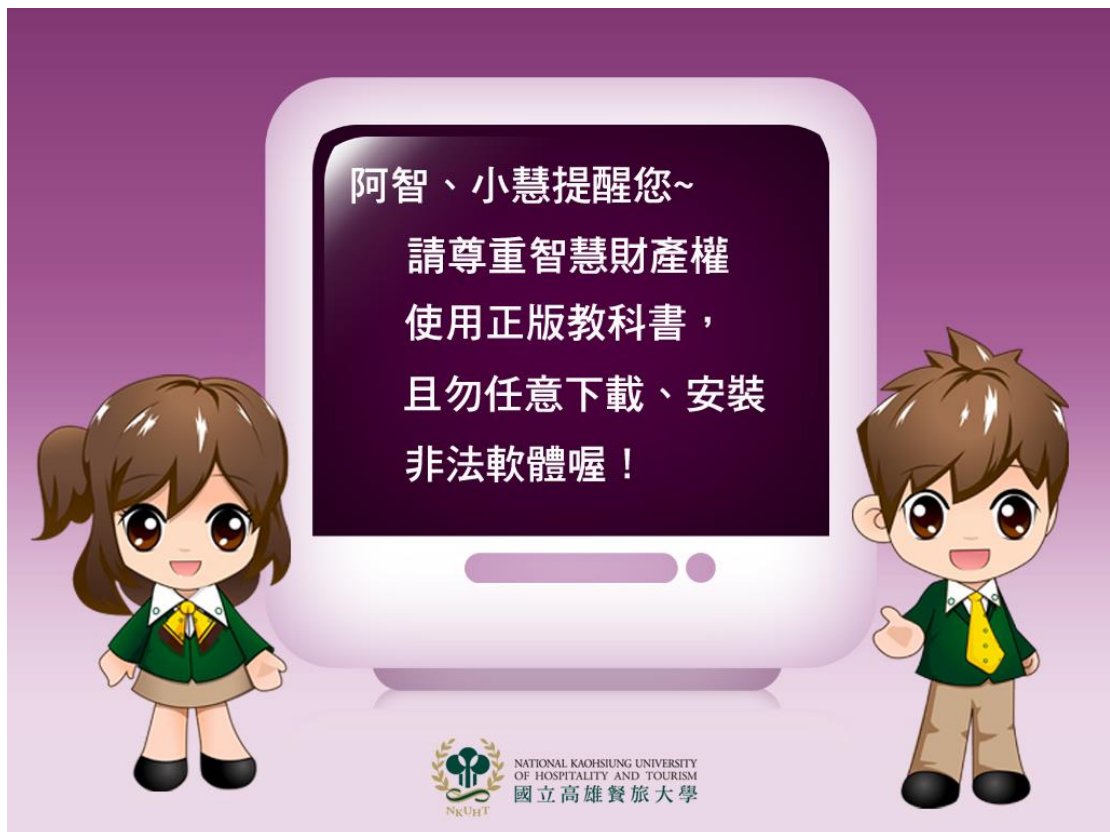 阿智、小慧提醒您~
請尊重智慧財產權
使用正版教科書，
且勿任意下載、安裝
非法軟體喔！
NKUHT
NATIONAL KAOHSIUNG UNIVERSITY
OF HOSPITALITY AND TOURISM
國立高雄餐旅大學